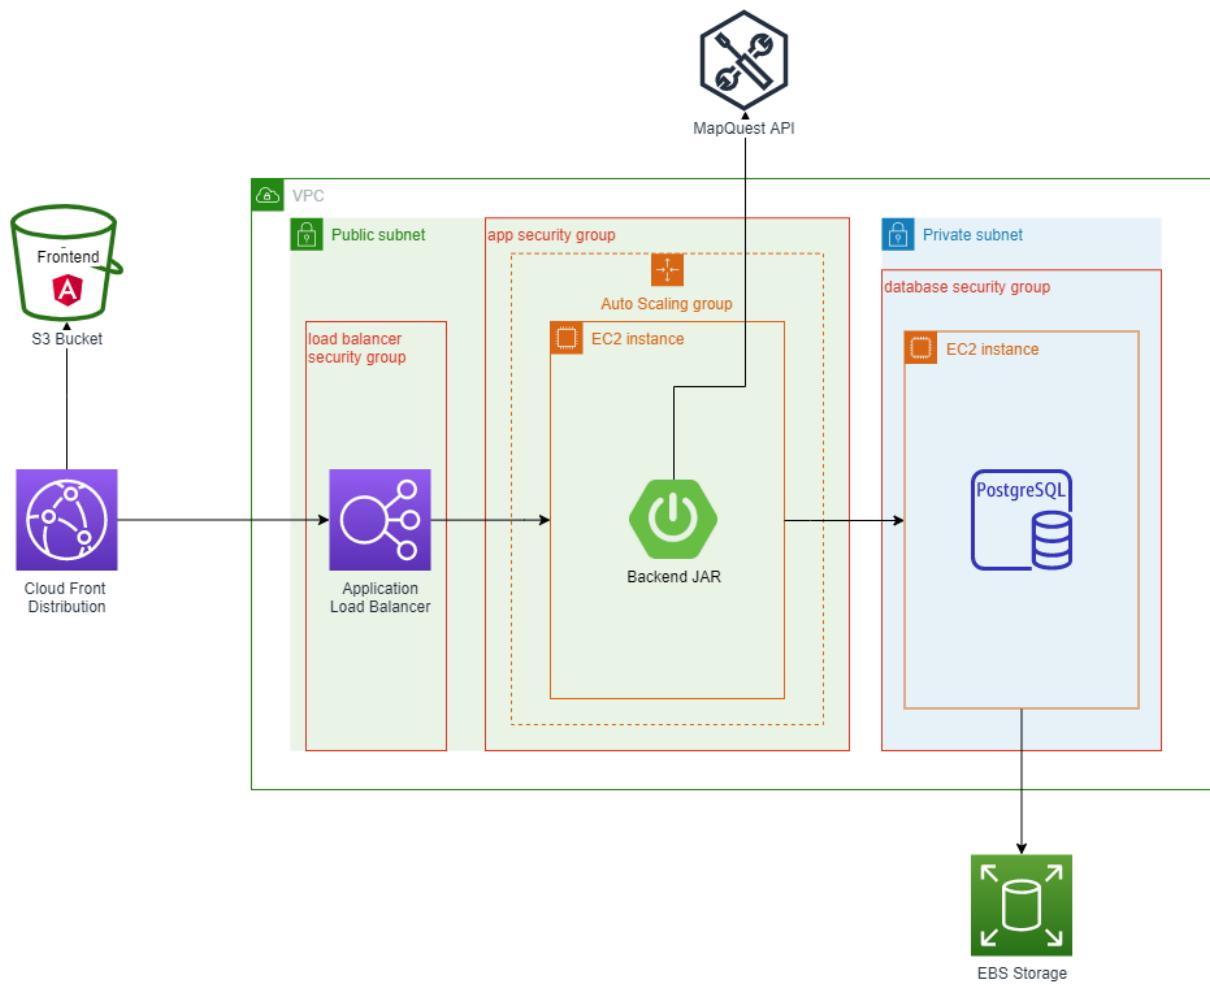 MapQuest API
VPC
Frontend
A
S3 Bucket
Public subnet
app security group
Private subnet
Auto Scaling group
database security group
load balancer
security group
EC2 instance
EC2 instance
PostgreSQL
Cloud Front
Distribution
Application
Load Balancer
Backend JAR
EBS Storage